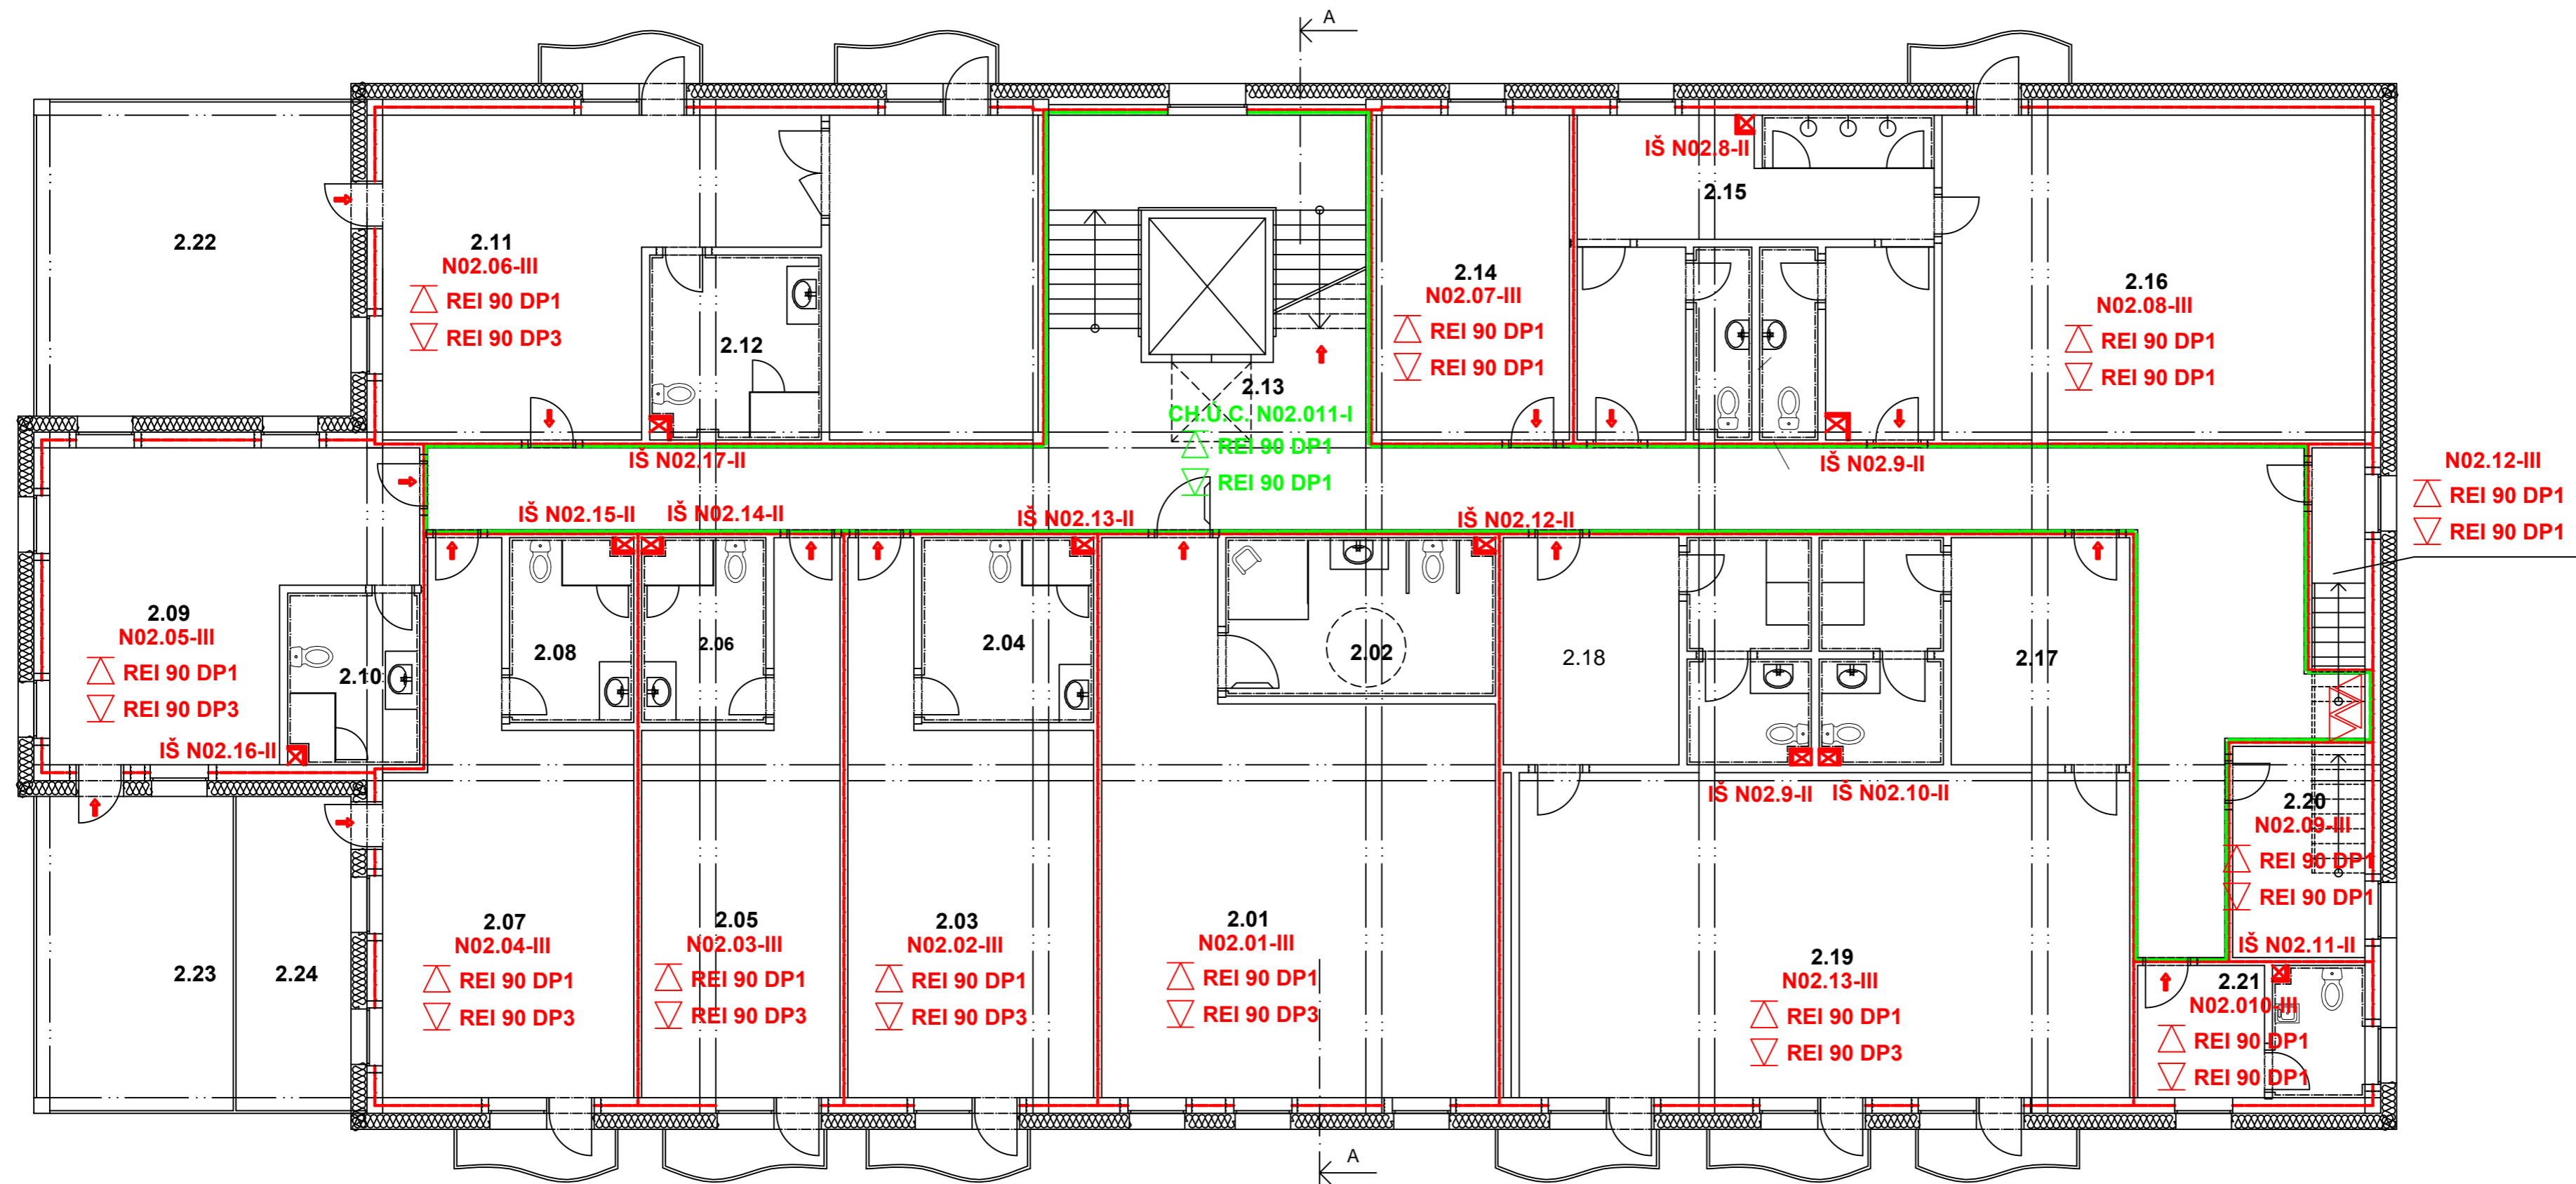 A
2.22
2.11
N02.06-III
REI 90 DP1
REI 90 DP3
2.12
IŠ N02.17-II
2.13
CH.Ú.C. N02.011-I
REI 90 DP1
REI 90 DP1
2.14
N02.07-III
REI 90 DP1
REI 90 DP1
IŠ N02.8-II
2.15
IŠ N02.9-II
2.16
N02.08-III
REI 90 DP1
REI 90 DP1
N02.12-III
REI 90 DP1
REI 90 DP1
IŠ N02.15-II
IŠ N02.14-II
IŠ N02.13-II
IŠ N02.12-II
2.09
N02.05-III
REI 90 DP1
REI 90 DP3
2.10
IŠ N02.16-II
2.08
2.06
2.04
2.02
2.18
2.17
IŠ N02.9-II
IŠ N02.10-II
2.20
N02.09-III
REI 90 DP1
REI 90 DP1
IŠ N02.11-II
2.23
2.24
2.07
N02.04-III
REI 90 DP1
REI 90 DP3
2.05
N02.03-III
REI 90 DP1
REI 90 DP3
2.03
N02.02-III
REI 90 DP1
REI 90 DP3
2.01
N02.01-III
REI 90 DP1
REI 90 DP3
2.19
N02.13-III
REI 90 DP1
REI 90 DP3
2.21
N02.010-III
REI 90 DP1
REI 90 DP1
A